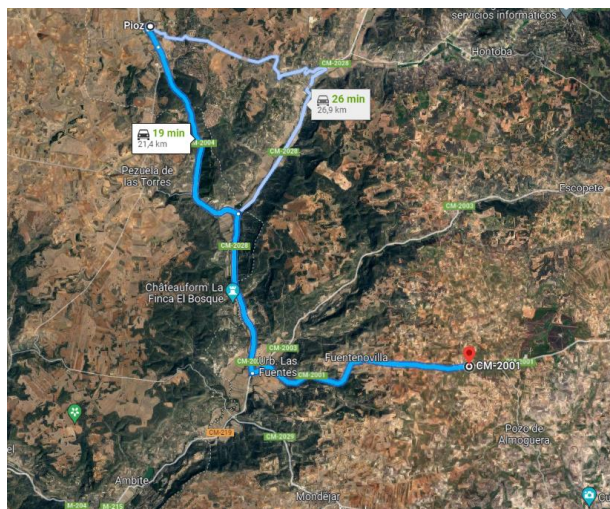 servicios informáticos
Pioz
Hontoba
CM-2028
26 min
26,9 km
19 min
21,4 km
M-2004
CM-2028
Pezuela de
las Torres
Escopete
CM-2003
CM-2028
Châteauform La
Finca El Bosque
CM-2003
Urb. Las
Fuentes
Fuentenovilla
CM-2001
CM-2001
Pozo de
Almoguera
CM-219
CM-2029
Ambite
Mondéjar
M-204
M-215